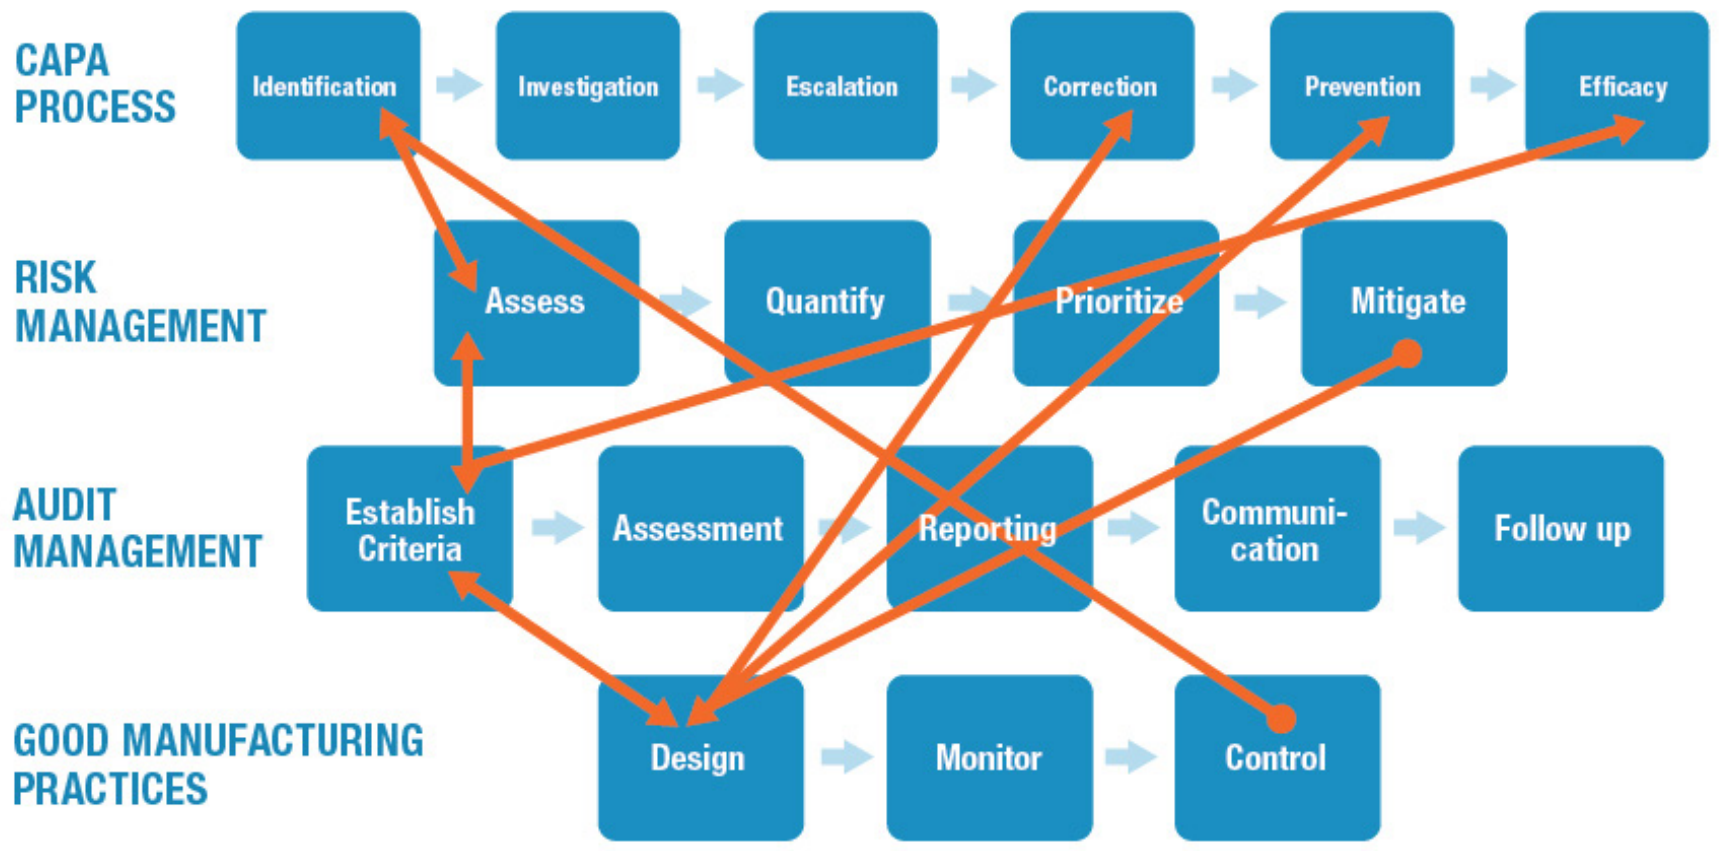 CAPA
PROCESS
Identification
Investigation
Escalation
Correction
Prevention
Efficacy
RISK
MANAGEMENT
Assess
Quantify
Prioritize
Mitigate
AUDIT
MANAGEMENT
Establish
Criteria
Assessment
Reporting
Communi-
cation
Follow up
GOOD MANUFACTURING
PRACTICES
Design
Monitor
Control